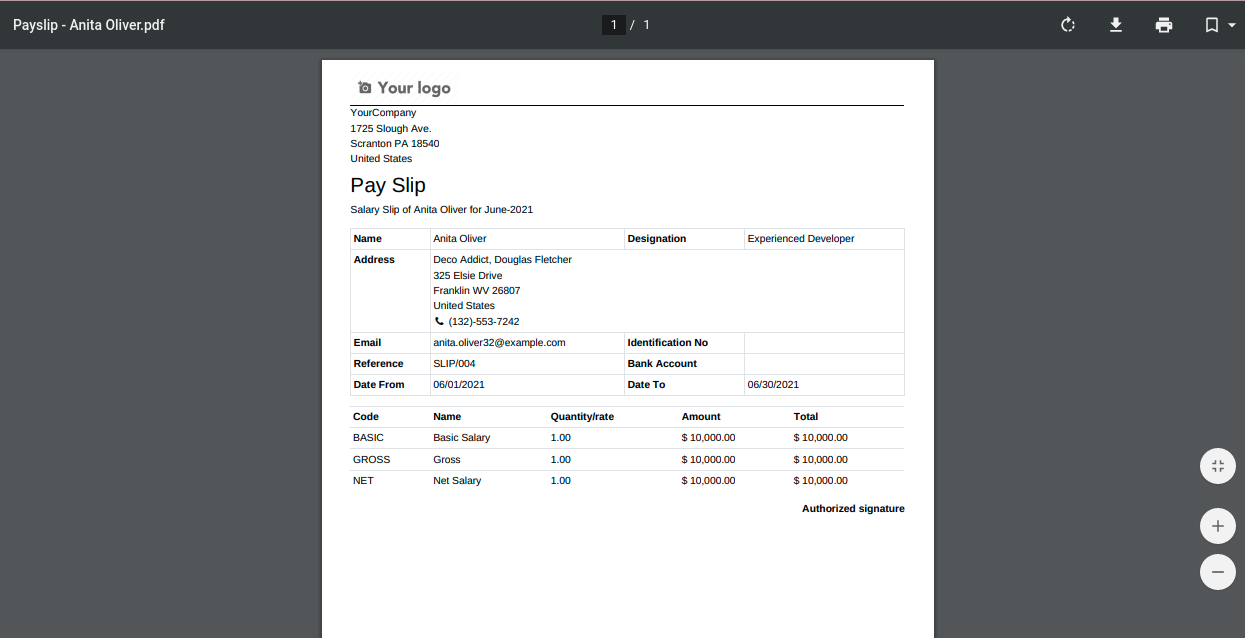 Payslip - Anita Oliver.pdf 1 / 1
Your logo
YourCompany
1725 Slough Ave.
Scranton PA 18540
United States
Pay Slip
Salary Slip of Anita Oliver for June-2021
Name Anita Oliver Designation Experienced Developer
Address Deco Addict, Douglas Fletcher
325 Elsie Drive
Franklin WV 26807
United States
(132)-553-7242
Email anita.oliver32@example.com Identification No
Reference SLIP/004 Bank Account
Date From 06/01/2021 Date To 06/30/2021
Code Name Quantity/rate Amount Total
BASIC Basic Salary 1.00 $ 10,000.00 $ 10,000.00
GROSS Gross 1.00 $ 10,000.00 $ 10,000.00
NET Net Salary 1.00 $ 10,000.00 $ 10,000.00
Authorized signature